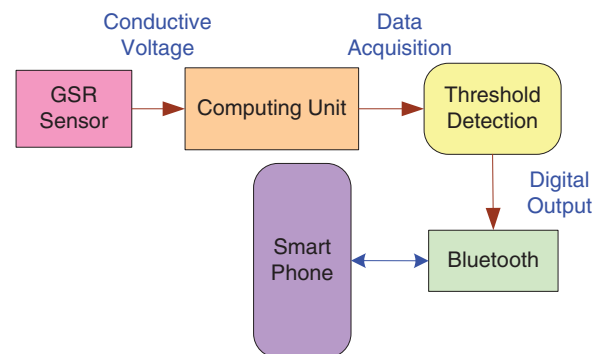 Conductive
Voltage
Data
Acquisition
GSR
Sensor
Computing Unit
Threshold
Detection
Digital
Output
Smart
Phone
Bluetooth